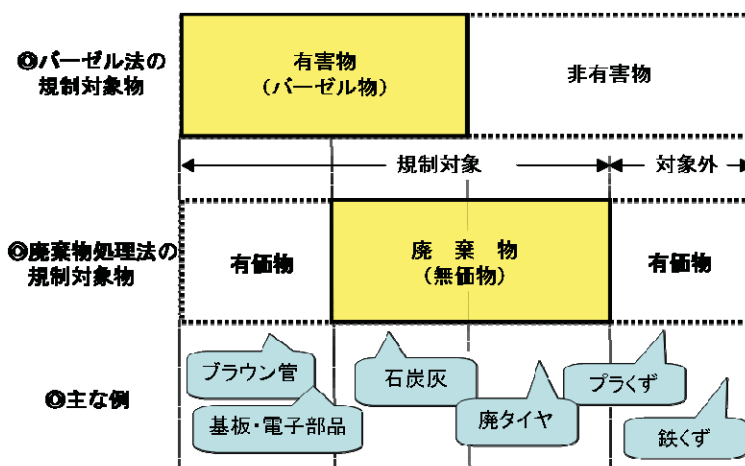 ◎バーゼル法の
規制対象物
有害物
（バーゼル物）
非有害物
規制対象
対象外
◎廃棄物処理法の
規制対象物
有価物
廃 棄 物
（無価物）
有価物
◎主な例
ブラウン管
基板・電子部品
石炭灰
廃タイヤ
プラくず
鉄くず